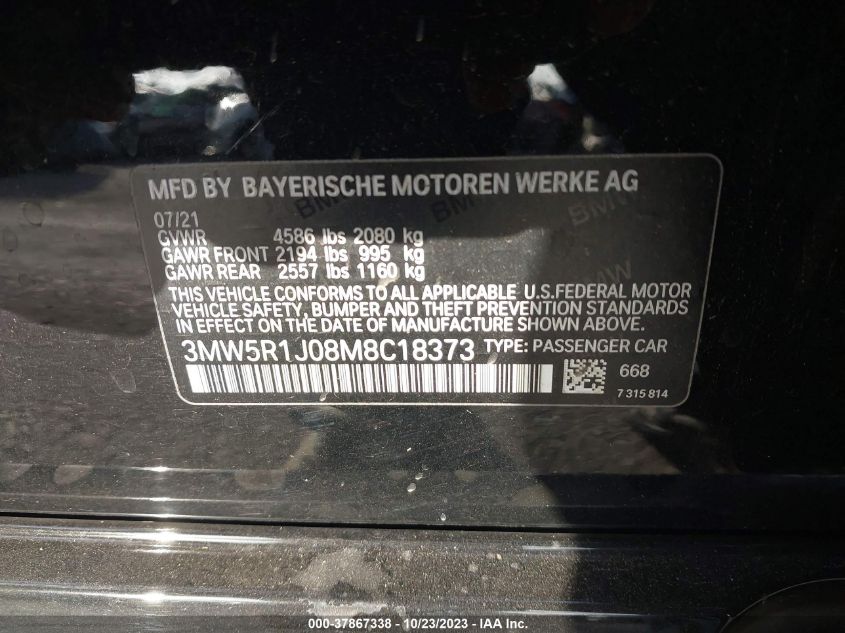 MFD BY BAYERISCHE MOTOREN WERKE AG
07/21
GVWR 4586 lbs 2080 kg
GAWR FRONT 2194 lbs 995 kg
GAWR REAR 2557 lbs 1160 kg
THIS VEHICLE CONFORMS TO ALL APPLICABLE U.S.FEDERAL MOTOR
VEHICLE SAFETY, BUMPER AND THEFT PREVENTION STANDARDS
IN EFFECT ON THE DATE OF MANUFACTURE SHOWN ABOVE.
3MW5R1J08M8C18373 TYPE: PASSENGER CAR
668
7 315 814
000-37867338 - 10/23/2023 - IAA Inc.